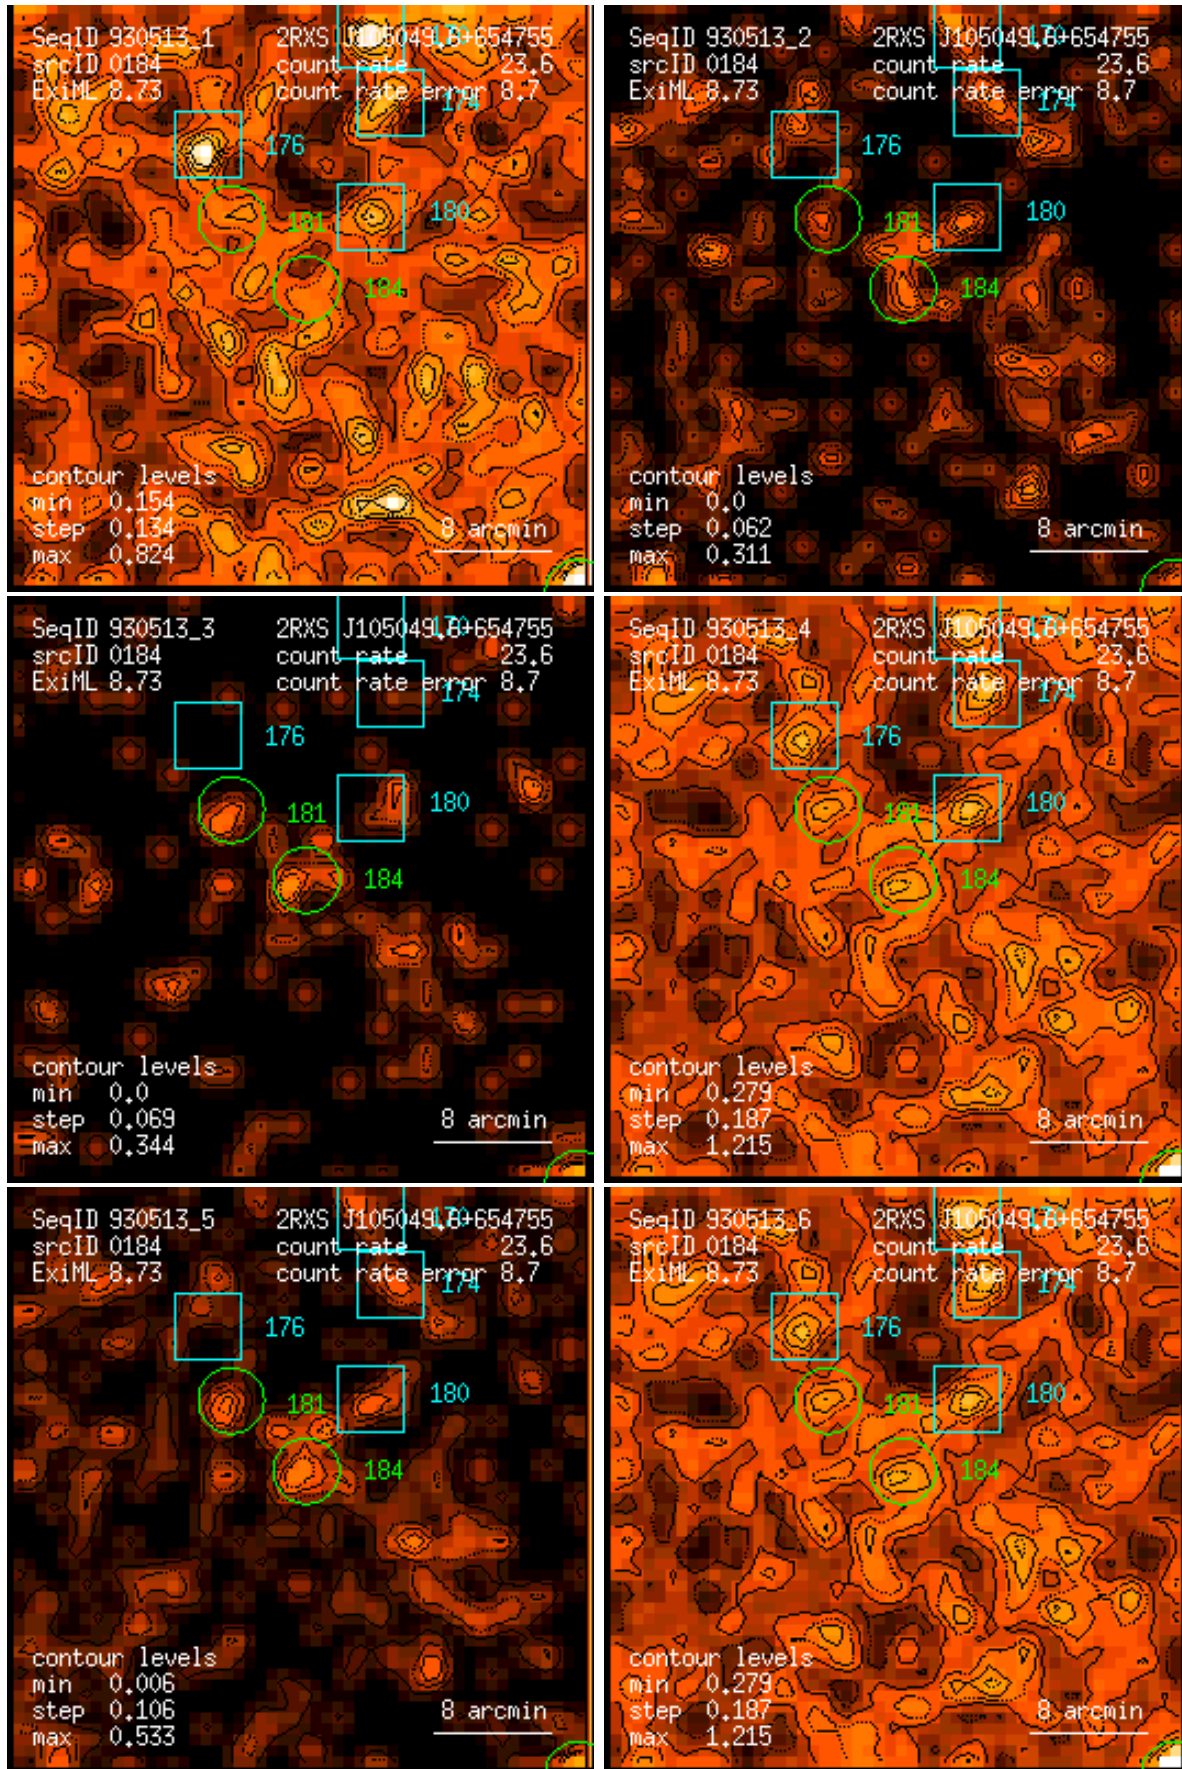 SeqID 930513_1 2RXS J105049.8+654755
srcID 0184 count rate 23.6
ExiML 8.73 count rate error 8.7
174
176
181 180
184
contour levels
min 0.154
step 0.134 8 arcmin
max 0.824
SeqID 930513_2 2RXS J105049.8+654755
srcID 0184 count rate 23.6
ExiML 8.73 count rate error 8.7
174
176
181 180
184
contour levels
min 0.0
step 0.062 8 arcmin
max 0.311
SeqID 930513_3 2RXS J105049.8+654755
srcID 0184 count rate 23.6
ExiML 8.73 count rate error 8.7
174
176
181 180
184
contour levels
min 0.0
step 0.069 8 arcmin
max 0.344
SeqID 930513_4 2RXS J105049.8+654755
srcID 0184 count rate 23.6
ExiML 8.73 count rate error 8.7
174
176
181 180
184
contour levels
min 0.279
step 0.187 8 arcmin
max 1.215
SeqID 930513_5 2RXS J105049.8+654755
srcID 0184 count rate 23.6
ExiML 8.73 count rate error 8.7
174
176
181 180
184
contour levels
min 0.006
step 0.106 8 arcmin
max 0.533
SeqID 930513_6 2RXS J105049.8+654755
srcID 0184 count rate 23.6
ExiML 8.73 count rate error 8.7
174
176
181 180
184
contour levels
min 0.279
step 0.187 8 arcmin
max 1.215